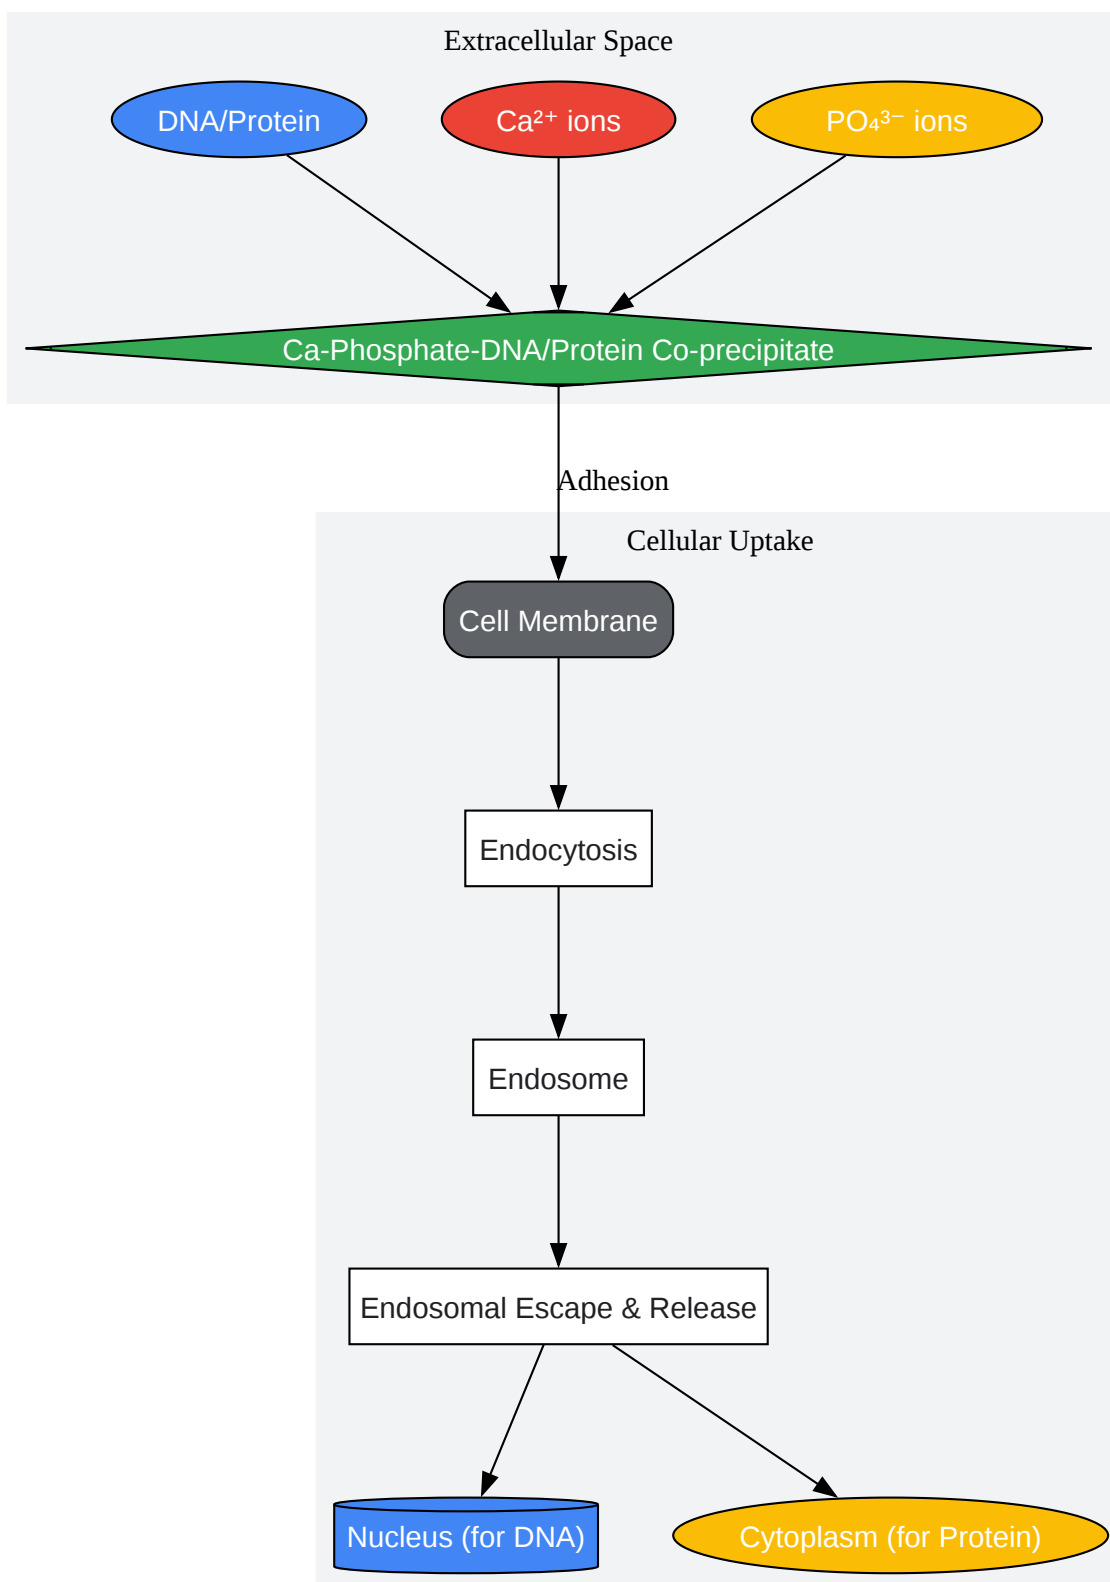 Extracellular Space
DNA/Protein
Ca²⁺ ions
PO₄³⁻ ions
Ca-Phosphate-DNA/Protein Co-precipitate
Adhesion
Cellular Uptake
Cell Membrane
Endocytosis
Endosome
Endosomal Escape & Release
Nucleus (for DNA)
Cytoplasm (for Protein)